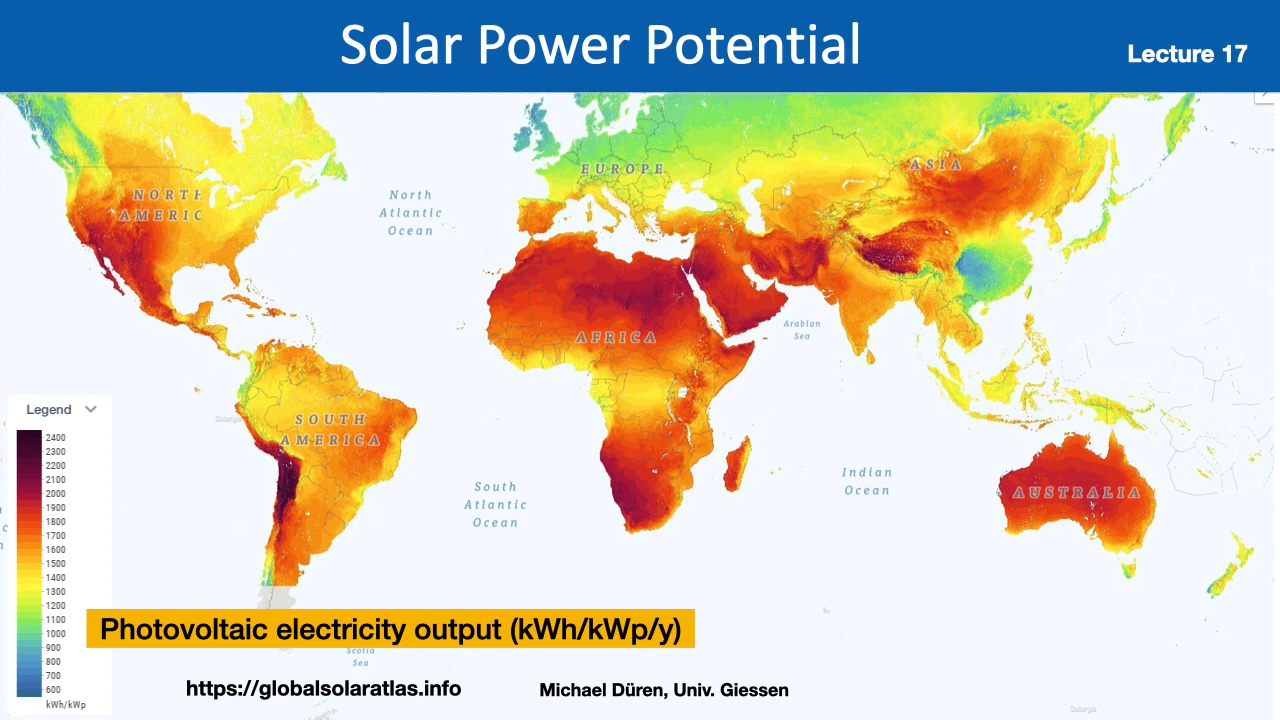 Solar Power Potential
Lecture 17
NORTH
AMERIC
North
Atlantic
Ocean
EUROPE
ASIA
AFRICA
Arabian
Sea
SOUTH
AMERICA
South
Atlantic
Ocean
Indian
Ocean
AUSTRALIA
Legend
2400
2300
2200
2100
2000
1900
1800
1700
1600
1500
1400
1300
1200
1100
1000
900
800
700
600
kWh/kWp
Photovoltaic electricity output (kWh/kWp/y)
Scotia
Sea
https://globalsolaratlas.info
Michael Düren, Univ. Giessen
Solargis